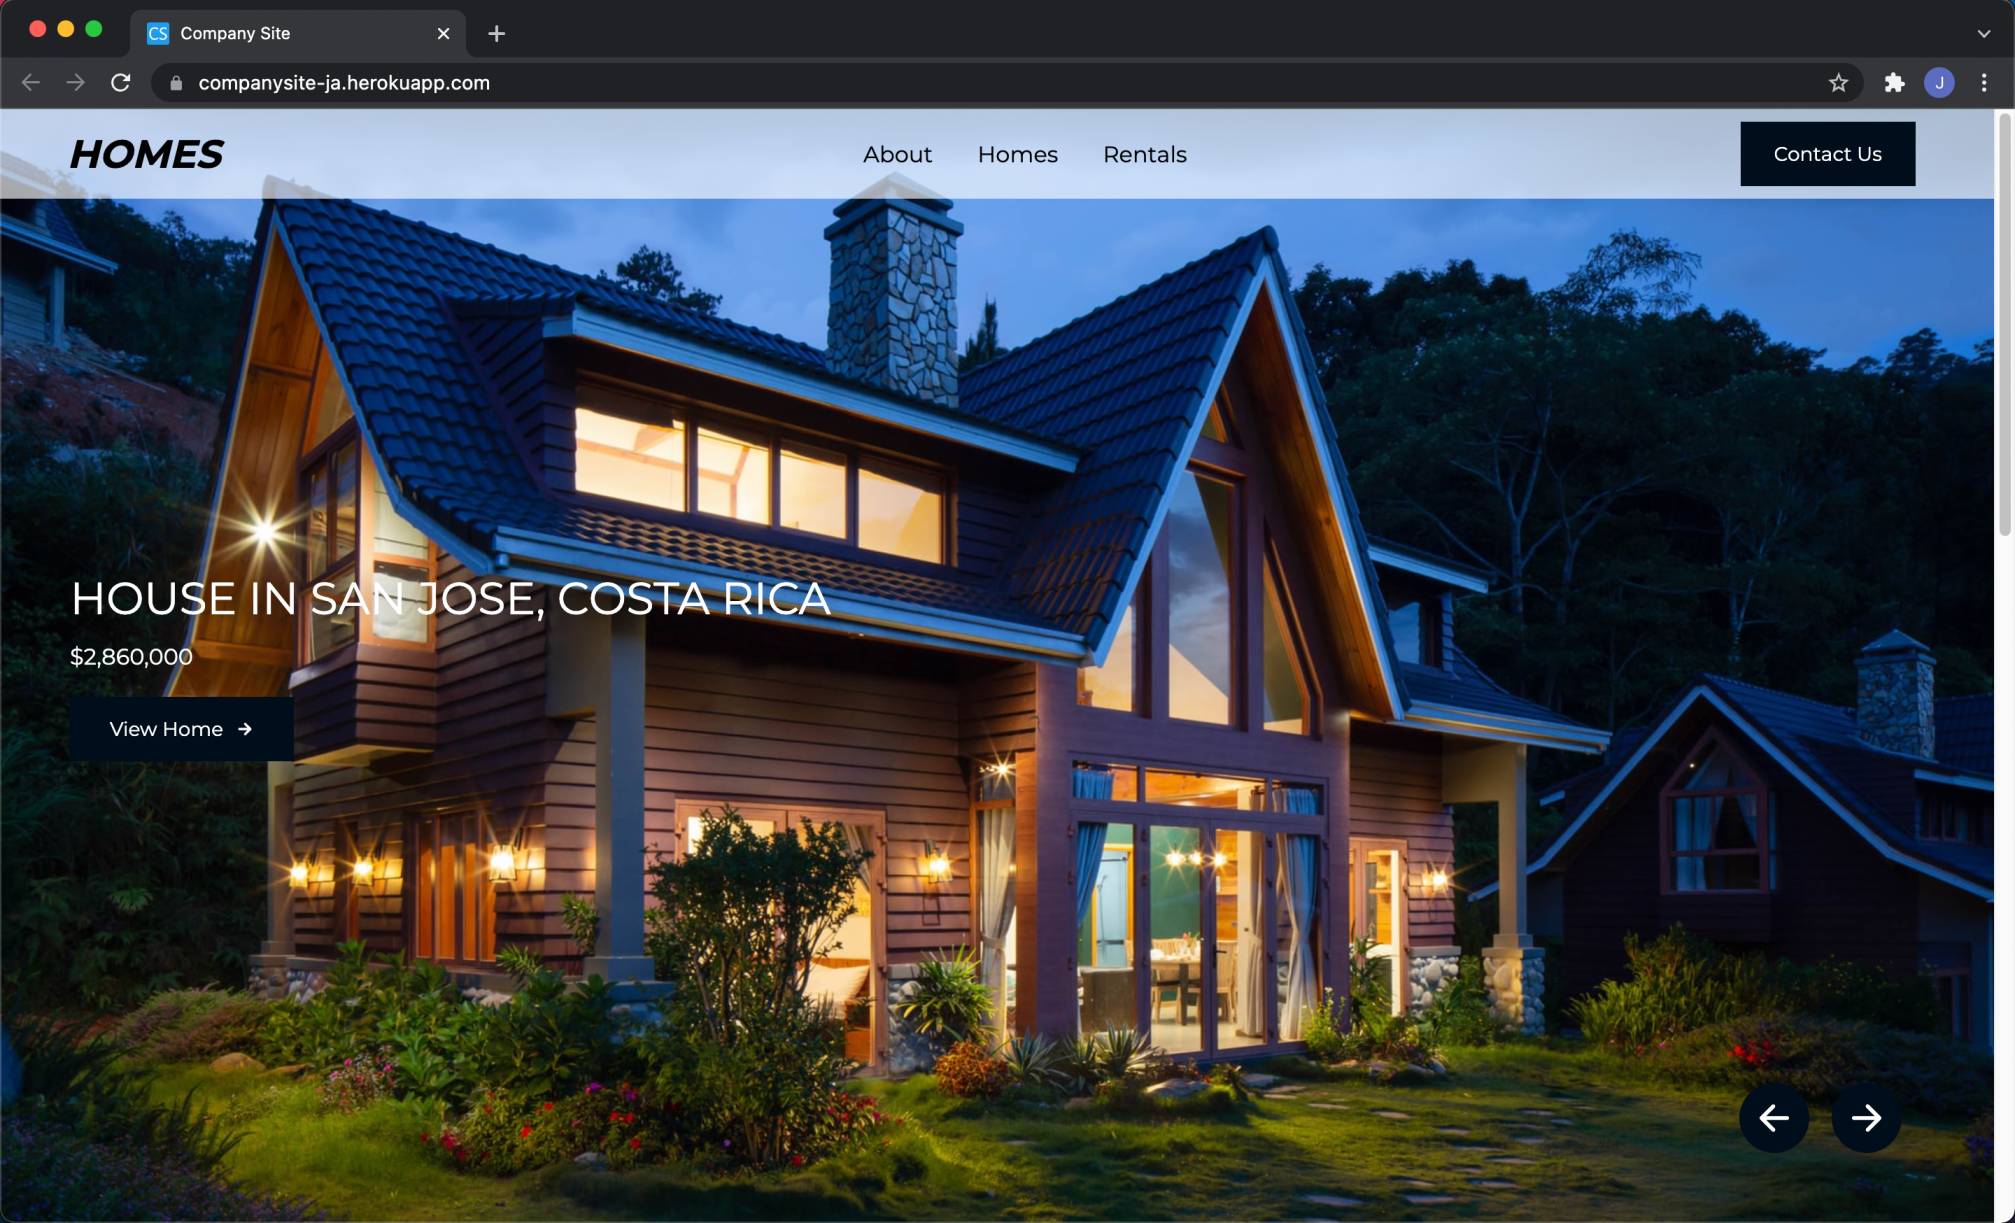 CS Company Site
companysite-ja.herokuapp.com
J
HOMES
About Homes Rentals
Contact Us
HOUSE IN SAN JOSE, COSTA RICA
$2,860,000
View Home